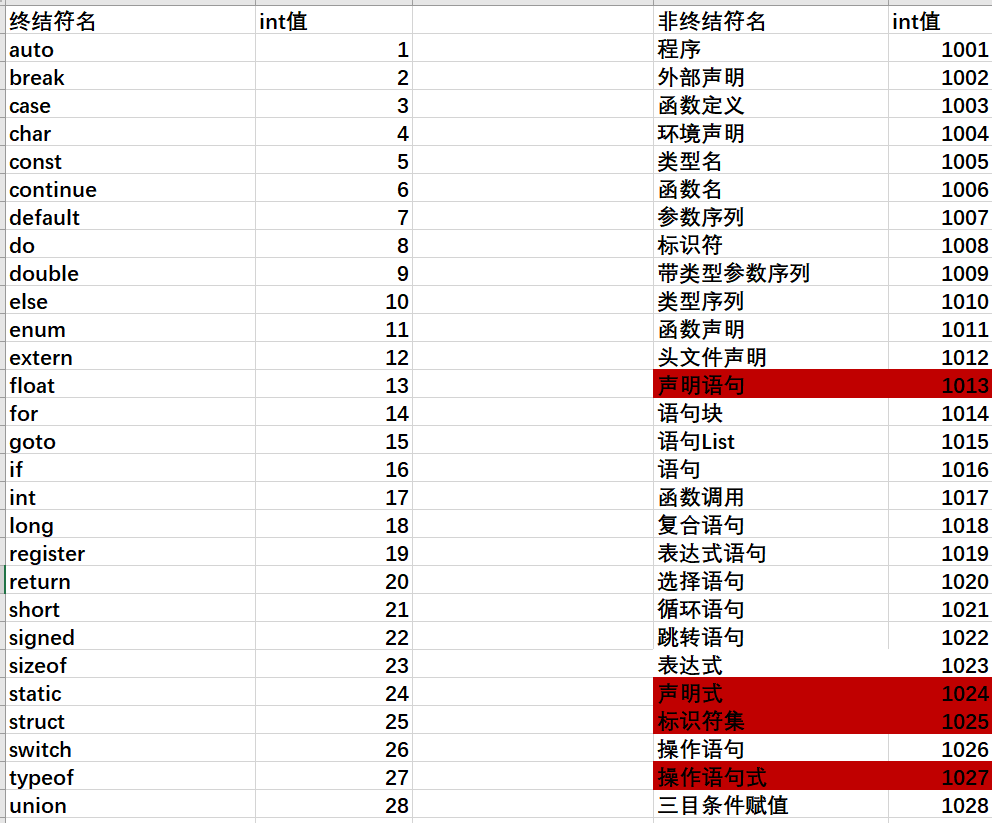 终结符名 int值 非终结符名 int值
auto 1 程序 1001
break 2 外部声明 1002
case 3 函数定义 1003
char 4 环境声明 1004
const 5 类型名 1005
continue 6 函数名 1006
default 7 参数序列 1007
do 8 标识符 1008
double 9 带类型参数序列 1009
else 10 类型序列 1010
enum 11 函数声明 1011
extern 12 头文件声明 1012
float 13 声明语句 1013
for 14 语句块 1014
goto 15 语句List 1015
if 16 语句 1016
int 17 函数调用 1017
long 18 复合语句 1018
register 19 表达式语句 1019
return 20 选择语句 1020
short 21 循环语句 1021
signed 22 跳转语句 1022
sizeof 23 表达式 1023
static 24 声明式 1024
struct 25 标识符集 1025
switch 26 操作语句 1026
typeof 27 操作语句式 1027
union 28 三目条件赋值 1028